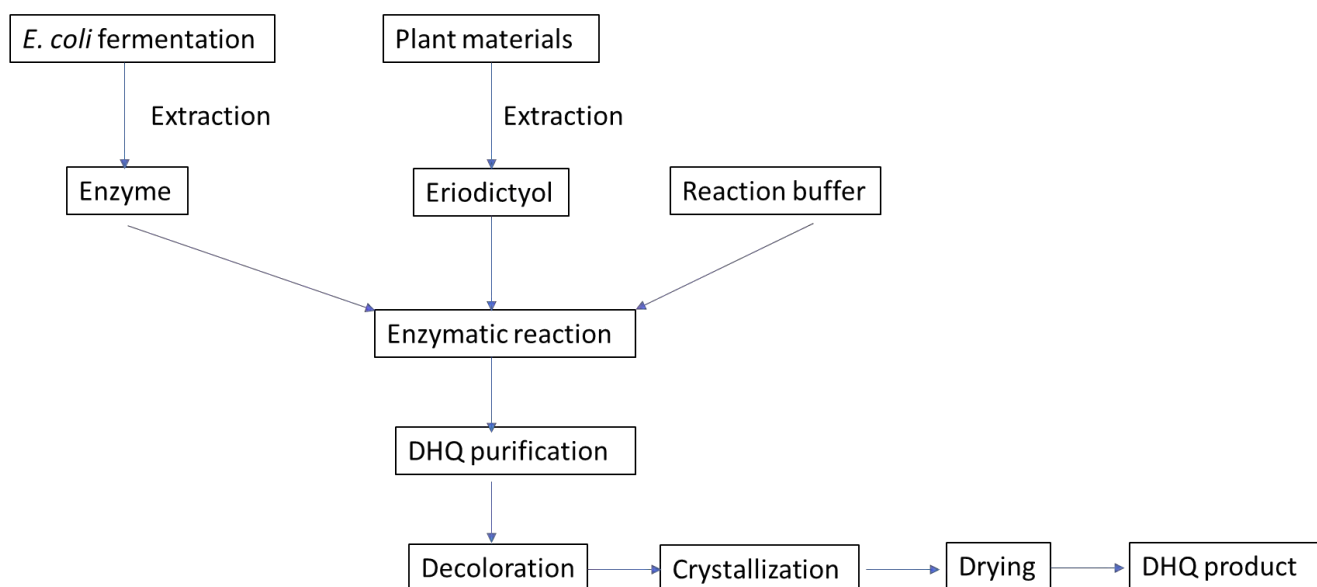 E. coli fermentation
Plant materials
Extraction
Extraction
Enzyme
Eriodictyol
Reaction buffer
Enzymatic reaction
DHQ purification
Decoloration
Crystallization
Drying
DHQ product